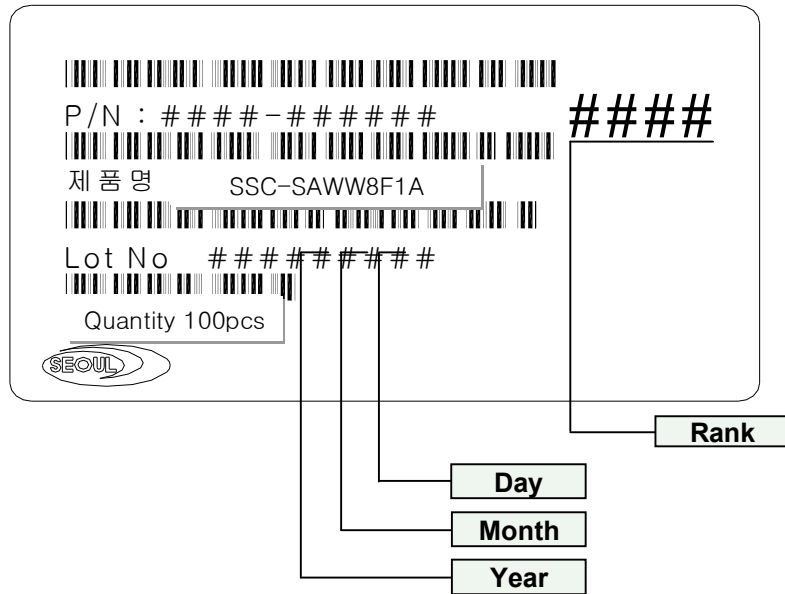 P/N : ####-######
####
제품명 SSC-SAWW8F1A
Lot No #########
Quantity 100pcs
SEOUL
Rank
Day
Month
Year